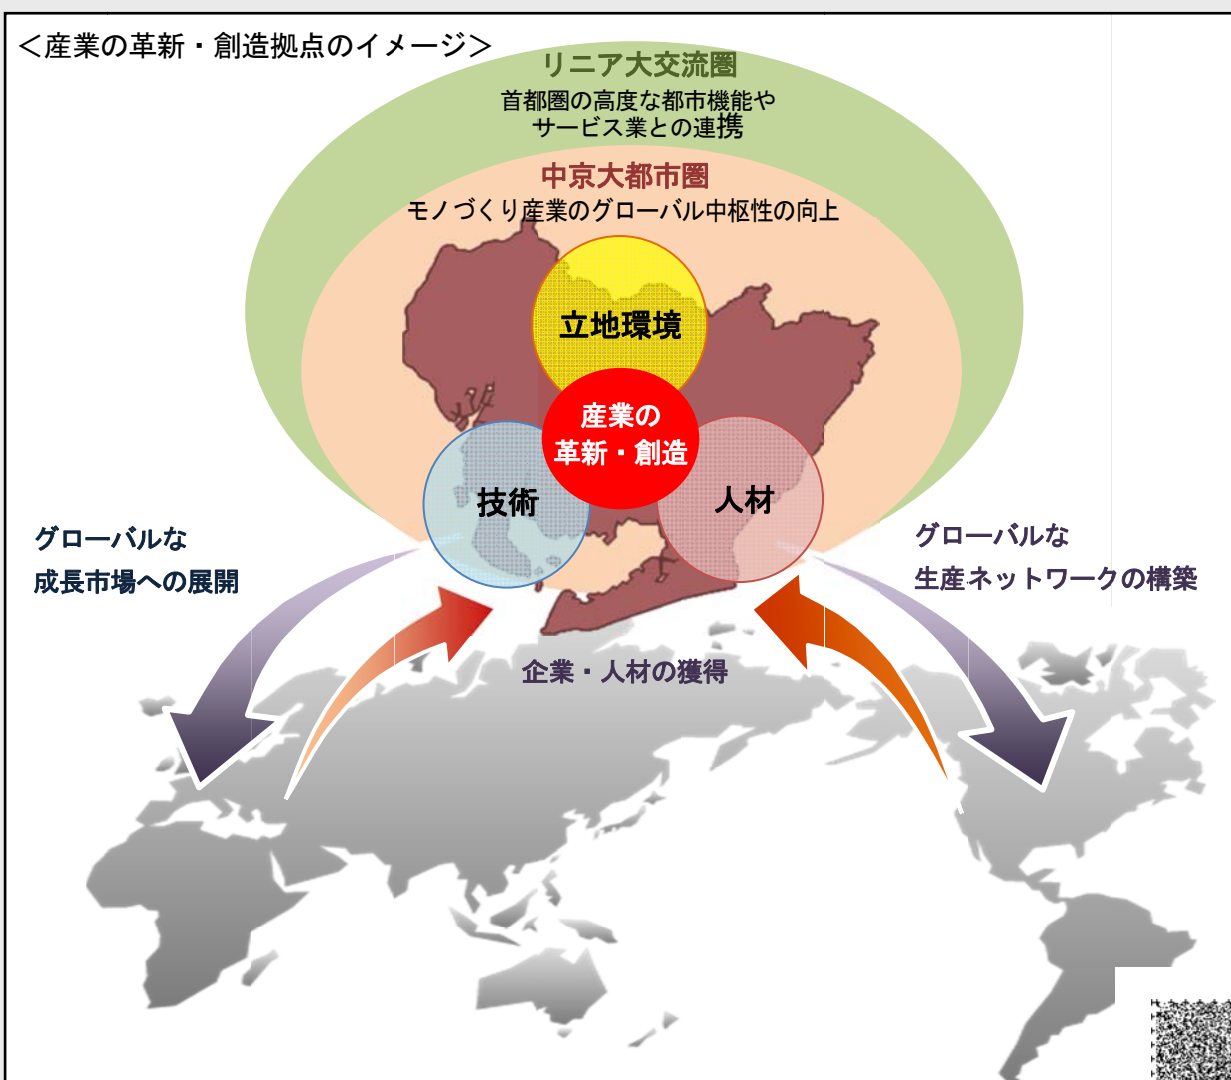 ＜産業の革新・創造拠点のイメージ＞
リニア大交流圏
首都圏の高度な都市機能や
サービス業との連携
中京大都市圏
モノづくり産業のグローバル中枢性の向上
立地環境
産業の
革新・創造
技術
人材
グローバルな
成長市場への展開
グローバルな
生産ネットワークの構築
企業・人材の獲得